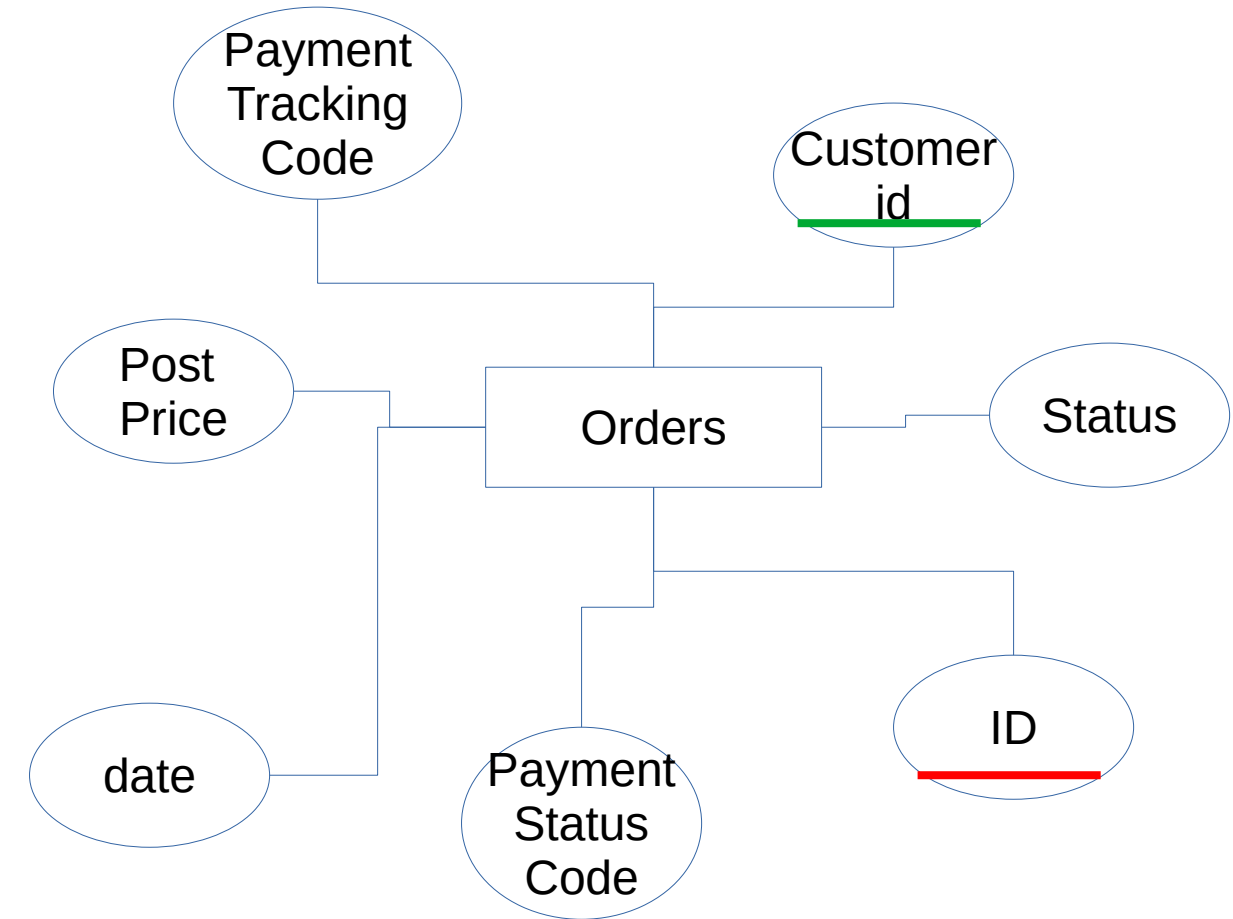 Payment
Tracking
Code
Customer
id
Post
Price
Orders
Status
date
Payment
Status
Code
ID